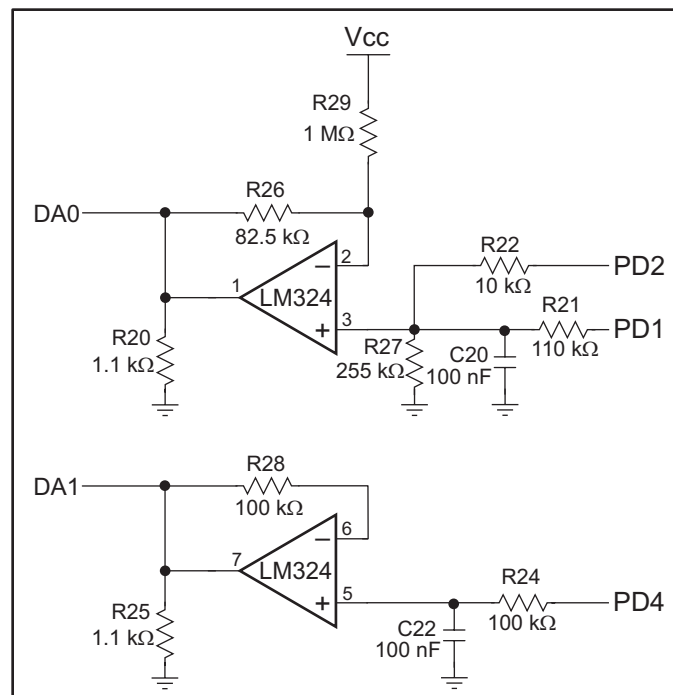 Vcc
R29
1 MΩ
R26
82.5 kΩ
DA0
2
1
LM324
3
R22
10 kΩ
PD2
R21
110 kΩ
PD1
R20
1.1 kΩ
R27
255 kΩ
C20
100 nF
DA1
R28
100 kΩ
6
7
LM324
5
R24
100 kΩ
PD4
R25
1.1 kΩ
C22
100 nF